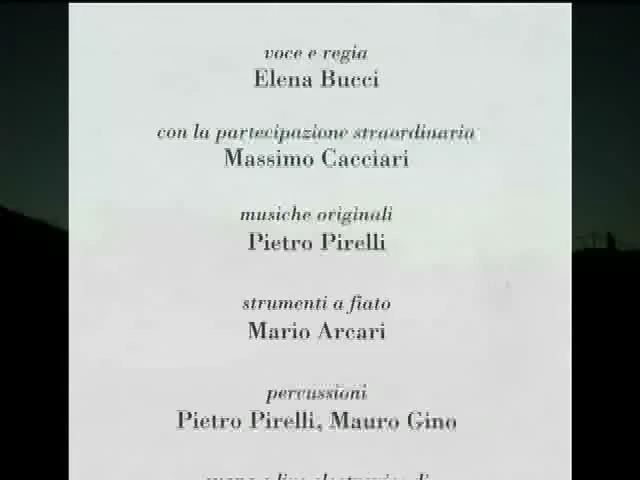 voce e regia
Elena Bucci
con la partecipazione straordinaria
Massimo Cacciari
musiche originali
Pietro Pirelli
strumenti a fiato
Mario Arcari
percussioni
Pietro Pirelli, Mauro Gino